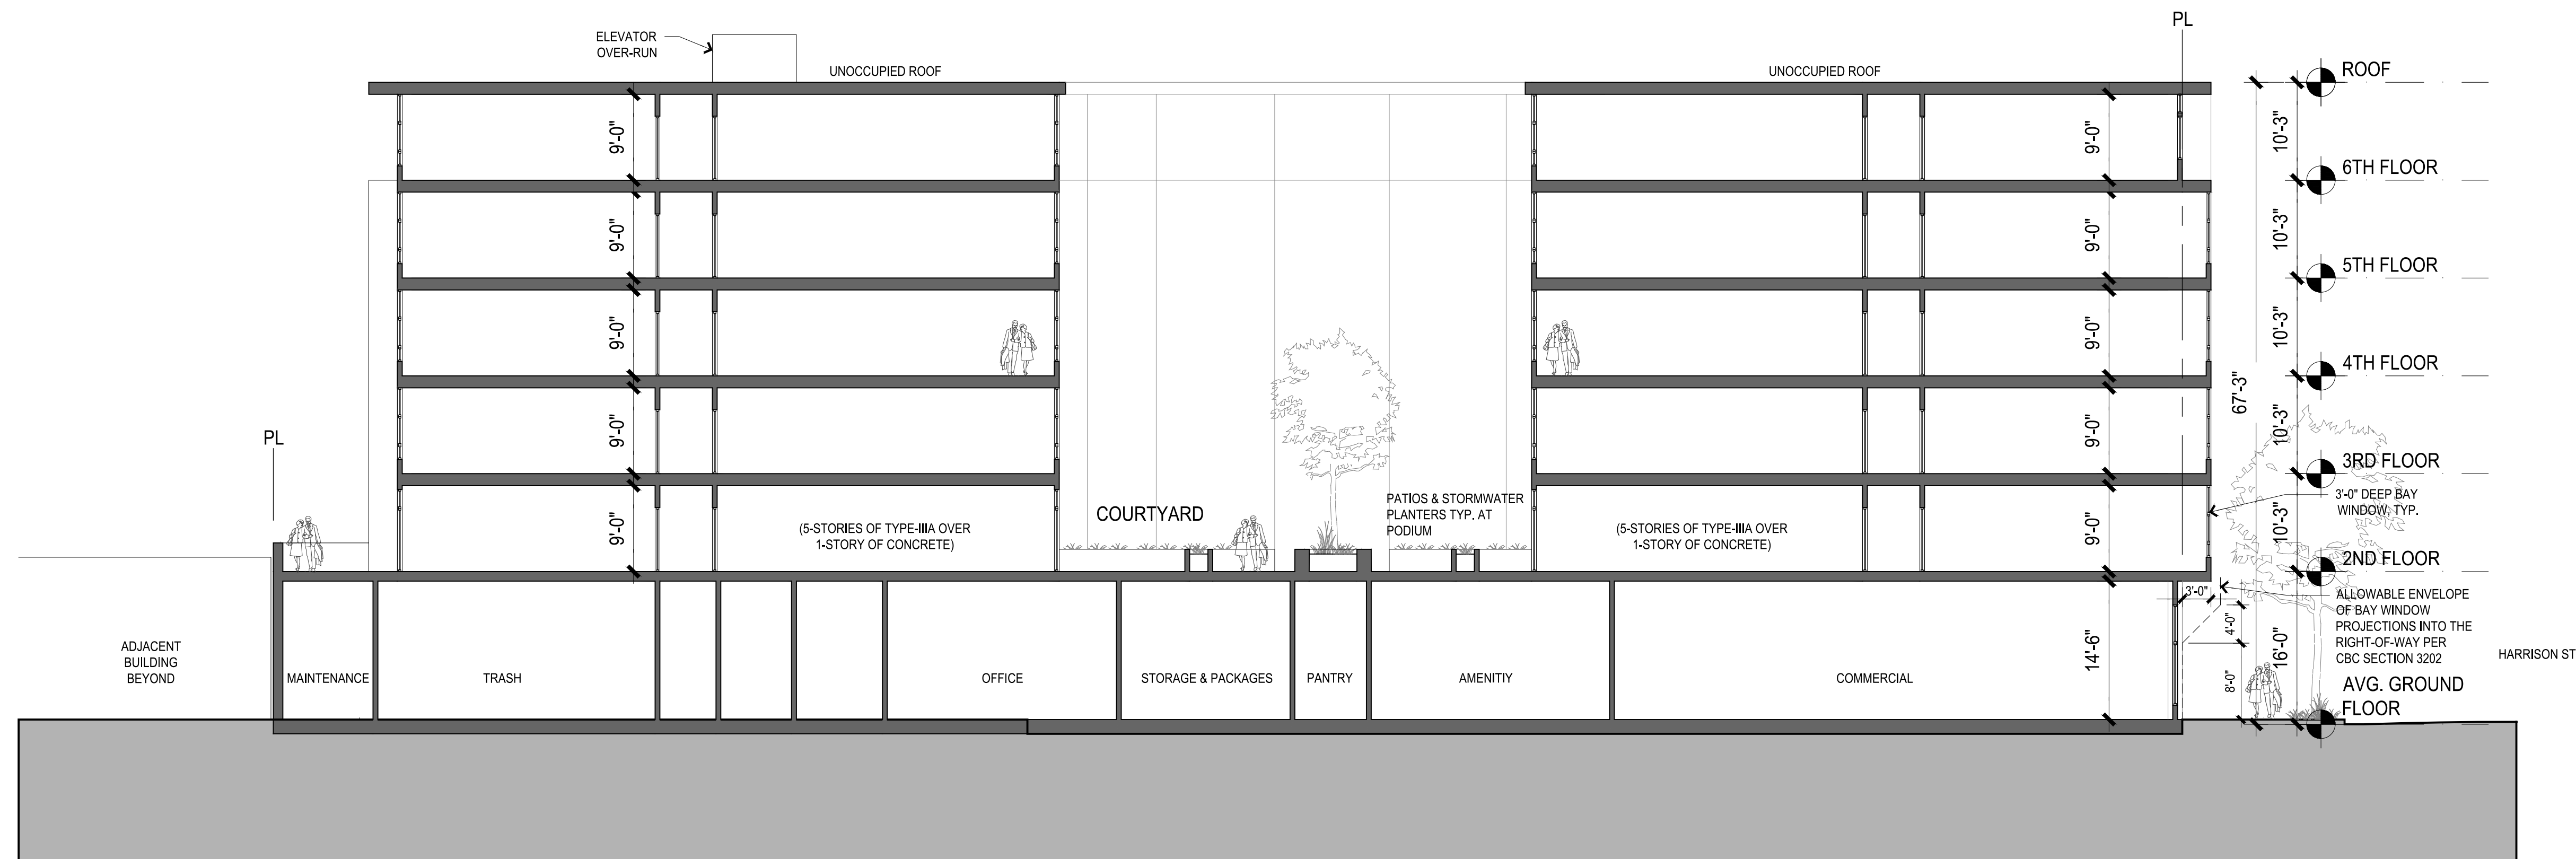 PL
ELEVATOR
OVER-RUN
UNOCCUPIED ROOF
UNOCCUPIED ROOF
ROOF
9'-0"
9'-0"
10'-3"
6TH FLOOR
9'-0"
9'-0"
10'-3"
5TH FLOOR
9'-0"
9'-0"
10'-3"
4TH FLOOR
67'-3"
9'-0"
9'-0"
10'-3"
PL
3RD FLOOR
3'-0" DEEP BAY
WINDOW, TYP.
PATIOS & STORMWATER
PLANTERS TYP. AT
PODIUM
COURTYARD
(5-STORIES OF TYPE-IIIA OVER
1-STORY OF CONCRETE)
(5-STORIES OF TYPE-IIIA OVER
1-STORY OF CONCRETE)
9'-0"
9'-0"
10'-3"
2ND FLOOR
3'-0"
ALLOWABLE ENVELOPE
OF BAY WINDOW
PROJECTIONS INTO THE
RIGHT-OF-WAY PER
CBC SECTION 3202
4'-0"
14'-6"
16'-0"
8'-0"
HARRISON ST
ADJACENT
BUILDING
BEYOND
MAINTENANCE
TRASH
OFFICE
STORAGE & PACKAGES
PANTRY
AMENITIY
COMMERCIAL
AVG. GROUND
FLOOR